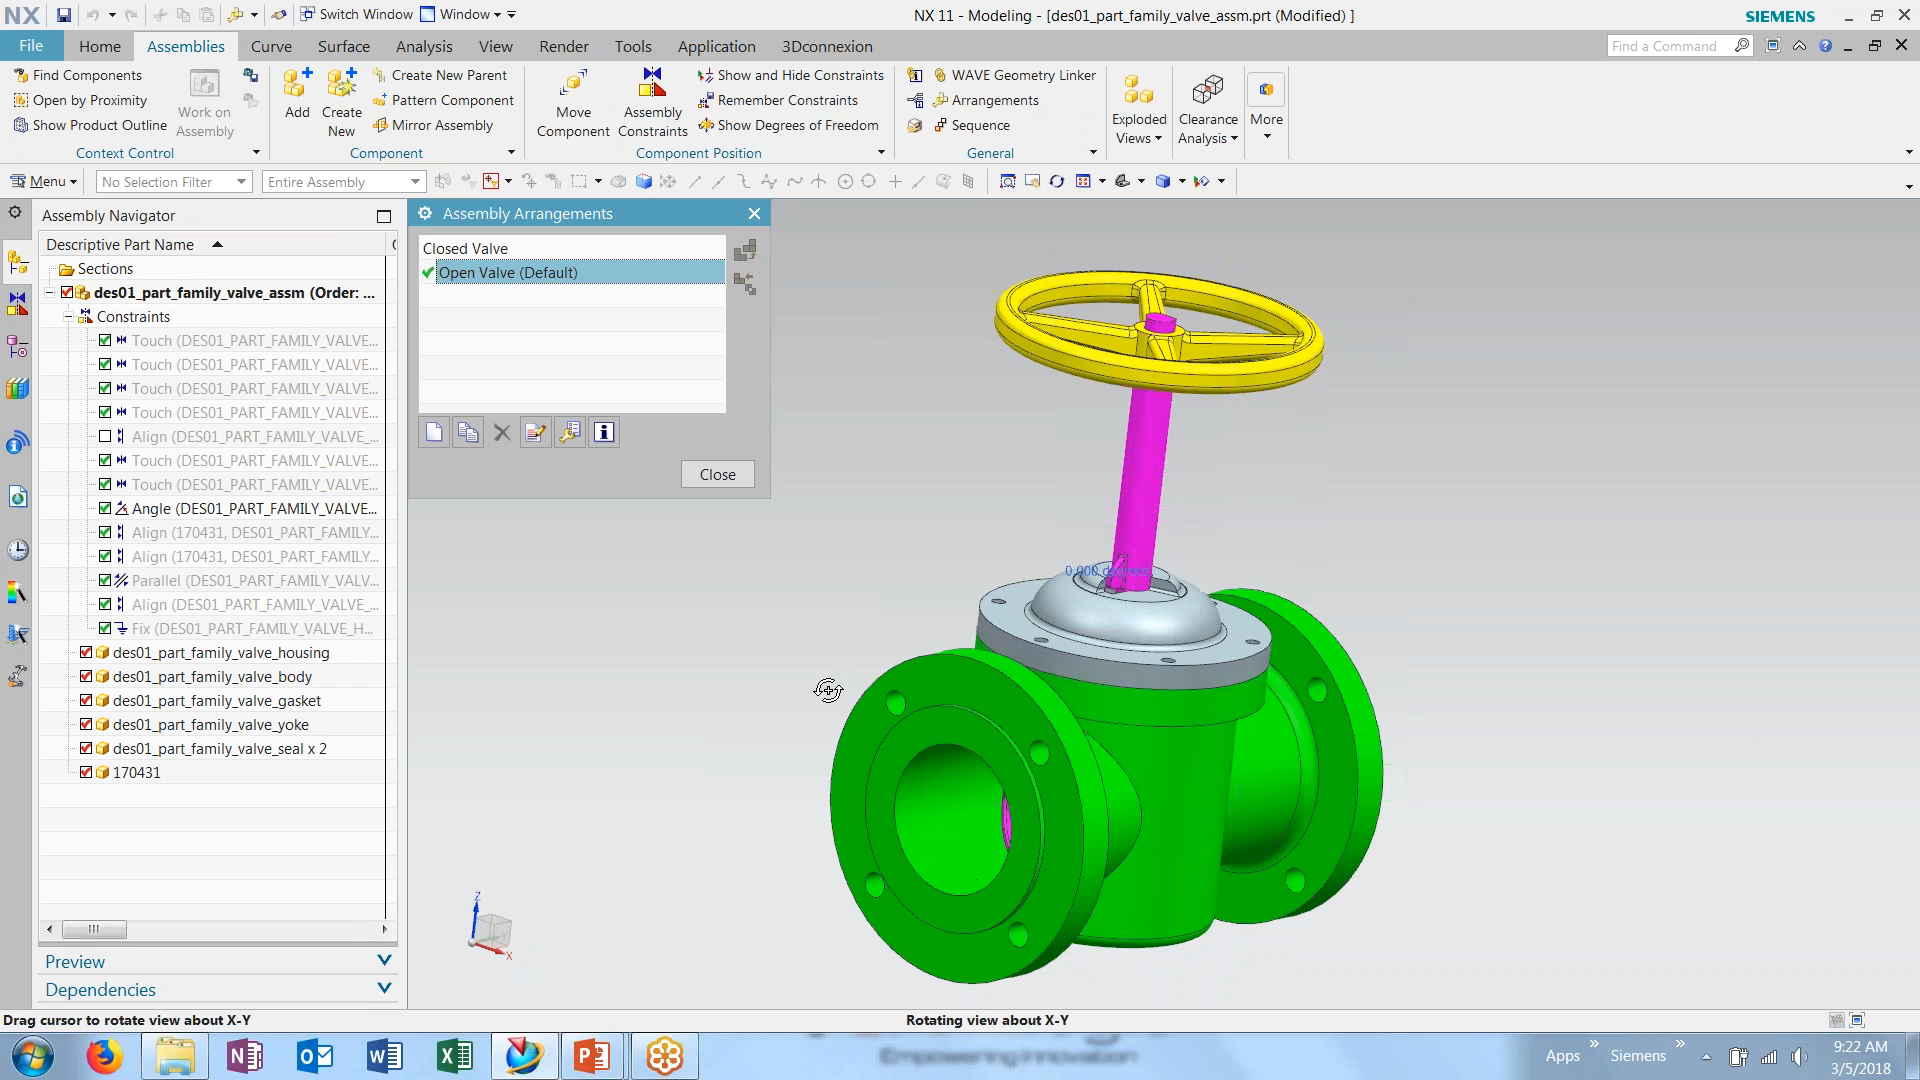 NX
Switch Window
Window
NX 11 - Modeling - [des01_part_family_valve_assm.prt (Modified) ]
SIEMENS
File
Home
Assemblies
Curve
Surface
Analysis
View
Render
Tools
Application
3Dconnexion
Find a Command
Find Components
Open by Proximity
Show Product Outline
Work on
Assembly
Context Control
Add
Create
New
Create New Parent
Pattern Component
Mirror Assembly
Component
Move
Component
Assembly
Constraints
Show and Hide Constraints
Remember Constraints
Show Degrees of Freedom
Component Position
WAVE Geometry Linker
Arrangements
Sequence
General
Exploded
Views
Clearance
Analysis
More
Menu
No Selection Filter
Entire Assembly
Assembly Navigator
Descriptive Part Name
Sections
des01_part_family_valve_assm (Order: ...
Constraints
Touch (DES01_PART_FAMILY_VALVE...
Touch (DES01_PART_FAMILY_VALVE...
Touch (DES01_PART_FAMILY_VALVE...
Touch (DES01_PART_FAMILY_VALVE...
Align (DES01_PART_FAMILY_VALVE_...
Touch (DES01_PART_FAMILY_VALVE...
Touch (DES01_PART_FAMILY_VALVE...
Angle (DES01_PART_FAMILY_VALVE...
Align (170431, DES01_PART_FAMILY...
Align (170431, DES01_PART_FAMILY...
Parallel (DES01_PART_FAMILY_VALV...
Align (DES01_PART_FAMILY_VALVE_...
Fix (DES01_PART_FAMILY_VALVE_H...
des01_part_family_valve_housing
des01_part_family_valve_body
des01_part_family_valve_gasket
des01_part_family_valve_yoke
des01_part_family_valve_seal x 2
170431
Preview
Dependencies
Assembly Arrangements
Closed Valve
Open Valve (Default)
Close
0.000
Z
X
Drag cursor to rotate view about X-Y
Rotating view about X-Y
Empowering Innovation
Apps
Siemens
9:22 AM
3/5/2018